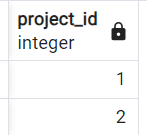 project_id
integer
1
2